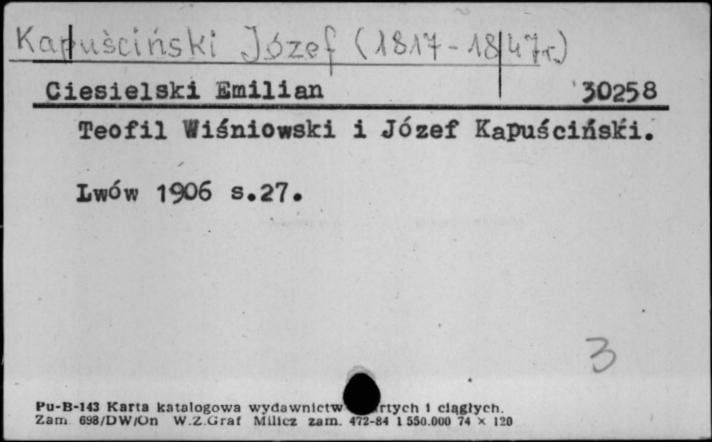 Kapuściński Józef (1817-1847r.)
Ciesielski Emilian 30258
Teofil Wiśniowski i Józef Kapuściński.
Lwów 1906 s.27.
3
Pu-B-143 Karta katalogowa wydawnictw rtych i ciągłych.
Zam. 698/DW/On W.Z.Graf Milicz zam. 472-84 1 550.000 74 × 120